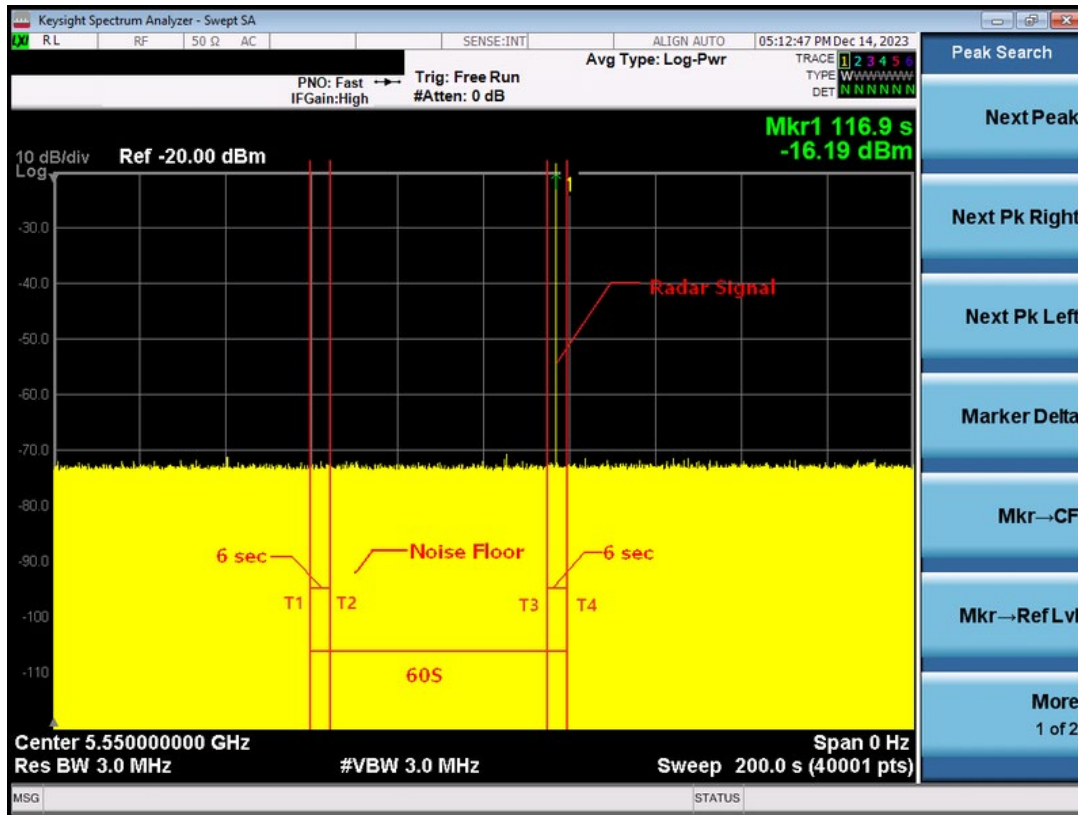 Keysight Spectrum Analyzer - Swept SA
LXI RL RF 50 Ω AC SENSE:INT ALIGN AUTO 05:12:47 PM Dec 14, 2023
Avg Type: Log-Pwr
TRACE 1 2 3 4 5 6
PNO: Fast Trig: Free Run
TYPE WWWWWW
IFGain:High #Atten: 0 dB
DET N N N N N N
Peak Search
Mkr1 116.9 s
-16.19 dBm
10 dB/div Ref -20.00 dBm
Log
1
-30.0
-40.0
-50.0
-60.0
-70.0
-80.0
-90.0
-100
-110
Radar Signal
6 sec Noise Floor 6 sec
T1 T2 T3 T4
60S
Center 5.550000000 GHz Span 0 Hz
Res BW 3.0 MHz #VBW 3.0 MHz Sweep 200.0 s (40001 pts)
MSG STATUS
Next Peak
Next Pk Right
Next Pk Left
Marker Delta
Mkr→CF
Mkr→Ref Lvl
More
1 of 2